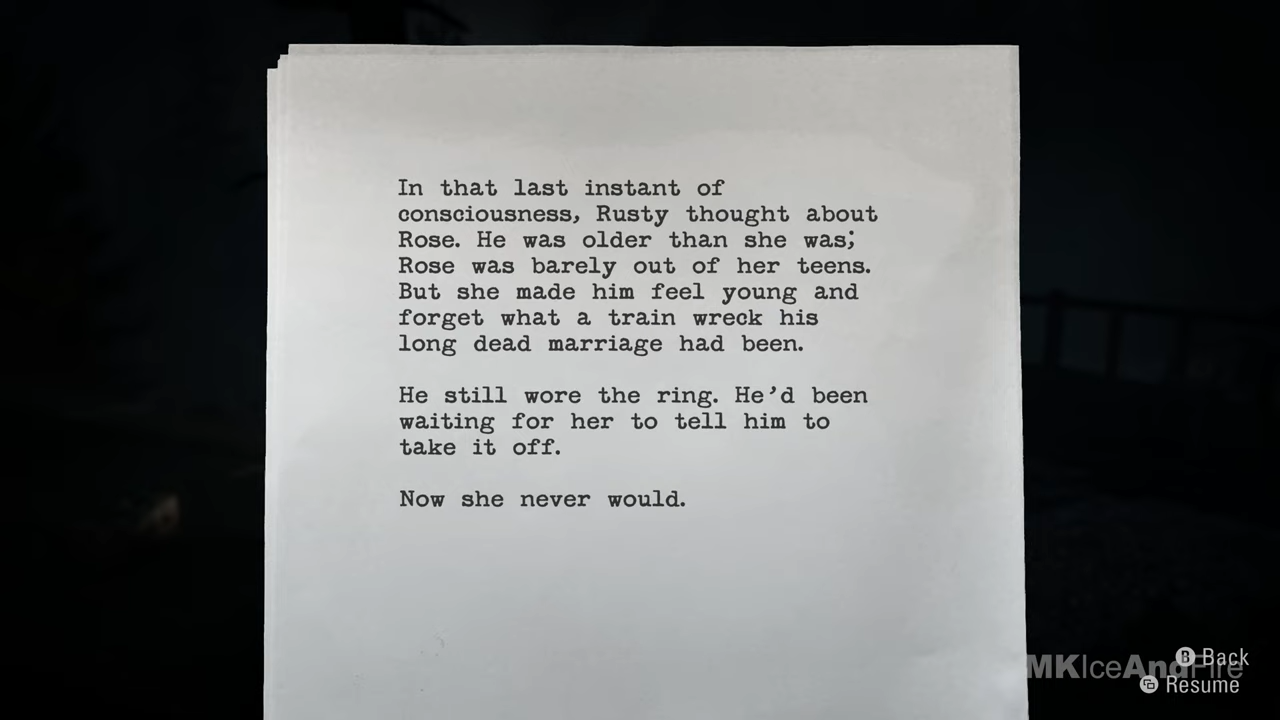 In that last instant of
consciousness, Rusty thought about
Rose. He was older than she was;
Rose was barely out of her teens.
But she made him feel young and
forget what a train wreck his
long dead marriage had been.
He still wore the ring. He’d been
waiting for her to tell him to
take it off.
Now she never would.
MKIceAndFire
B Back
Resume